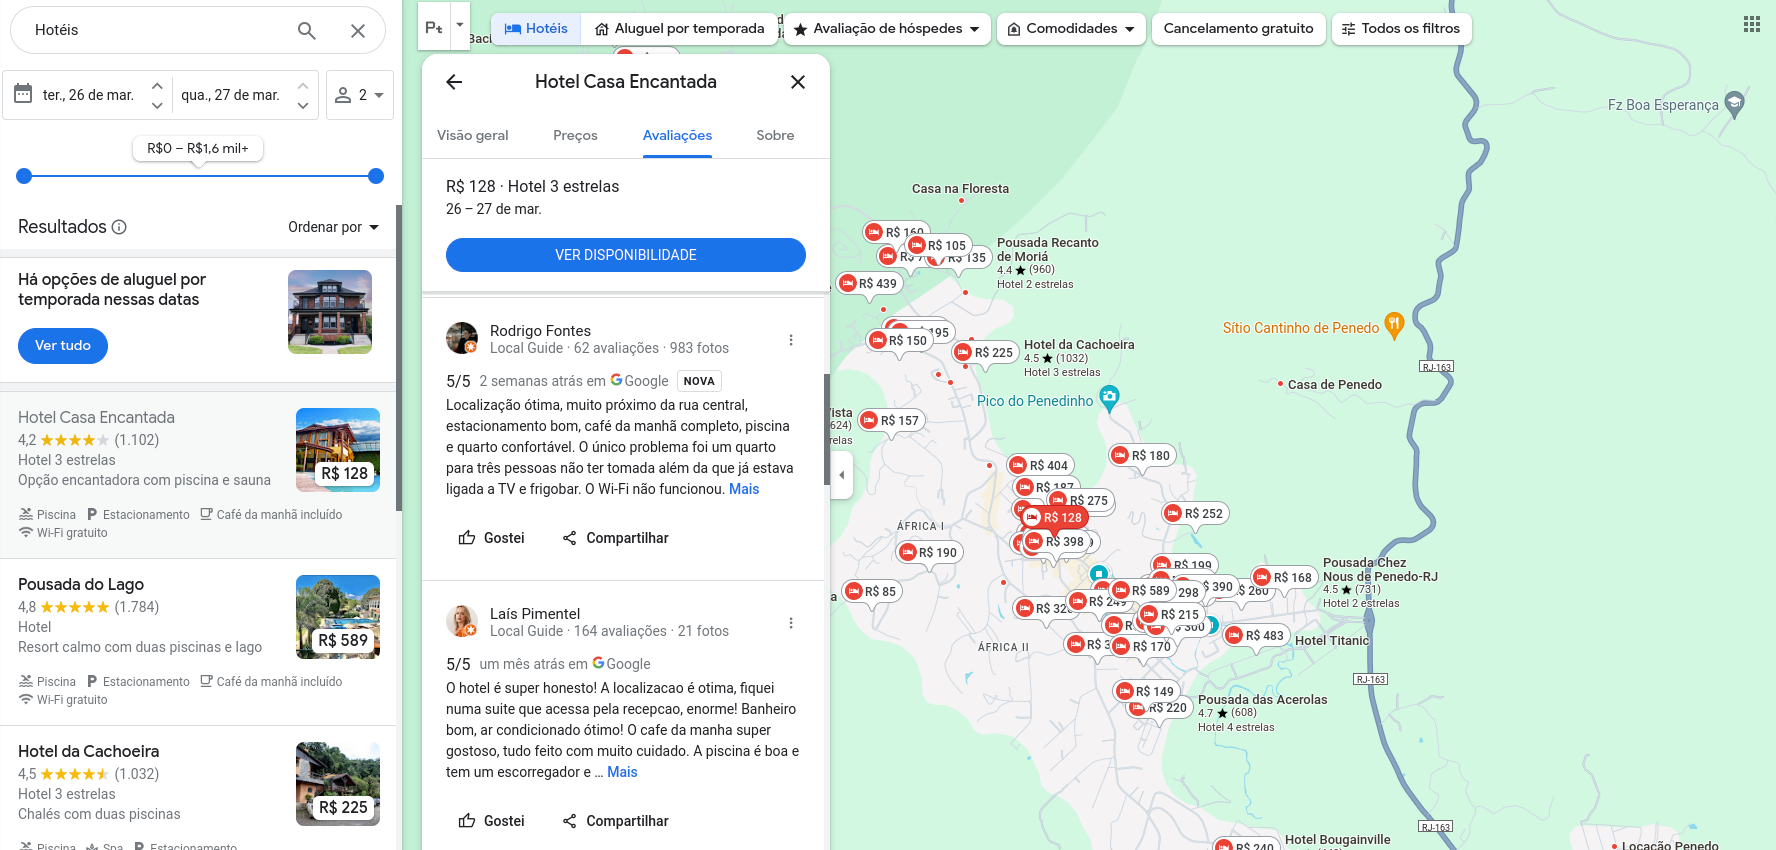 Hotéis
ter., 26 de mar.
qua., 27 de mar.
2
R$0 – R$1,6 mil+
Resultados
Ordenar por
Há opções de aluguel por
temporada nessas datas
Ver tudo
Hotel Casa Encantada
4,2 (1.102)
Hotel 3 estrelas
Opção encantadora com piscina e sauna
R$ 128
Piscina
Estacionamento
Café da manhã incluído
Wi-Fi gratuito
Pousada do Lago
4,8 (1.784)
Hotel
Resort calmo com duas piscinas e lago
R$ 589
Piscina
Estacionamento
Café da manhã incluído
Wi-Fi gratuito
Hotel da Cachoeira
4,5 (1.032)
Hotel 3 estrelas
Chalés com duas piscinas
R$ 225
Piscina
Spa
Estacionamento
Hotéis
Aluguel por temporada
Avaliação de hóspedes
Comodidades
Cancelamento gratuito
Todos os filtros
Hotel Casa Encantada
Visão geral
Preços
Avaliações
Sobre
R$ 128 · Hotel 3 estrelas
26 – 27 de mar.
VER DISPONIBILIDADE
Rodrigo Fontes
Local Guide · 62 avaliações · 983 fotos
5/5 2 semanas atrás em Google NOVA
Localização ótima, muito próximo da rua central,
estacionamento bom, café da manhã completo, piscina
e quarto confortável. O único problema foi um quarto
para três pessoas não ter tomada além da que já estava
ligada a TV e frigobar. O Wi-Fi não funcionou. Mais
Gostei
Compartilhar
Laís Pimentel
Local Guide · 164 avaliações · 21 fotos
5/5 um mês atrás em Google
O hotel é super honesto! A localizacao é otima, fiquei
numa suite que acessa pela recepcao, enorme! Banheiro
bom, ar condicionado ótimo! O cafe da manha super
gostoso, tudo feito com muito cuidado. A piscina é boa e
tem um escorregador e ... Mais
Gostei
Compartilhar
Fz Boa Esperança
Casa na Floresta
R$ 160
R$ 105
R$ 135
R$ 439
Pousada Recanto
de Moriá
4.4 (960)
Hotel 2 estrelas
195
R$ 150
R$ 225
Hotel da Cachoeira
4.5 (1032)
Hotel 3 estrelas
Sítio Cantinho de Penedo
RJ-163
Casa de Penedo
Pico do Penedinho
R$ 157
R$ 180
R$ 404
R$ 187
R$ 275
R$ 128
R$ 398
R$ 252
ÁFRICA I
R$ 190
R$ 85
R$ 199
R$ 390
R$ 589
298
R$ 260
R$ 168
Pousada Chez
Nous de Penedo-RJ
4.5 (731)
Hotel 2 estrelas
R$ 249
R$ 215
R$ 300
R$ 483
Hotel Titanic
ÁFRICA II
R$ 170
RJ-163
R$ 149
R$ 220
Pousada das Acerolas
4.7 (608)
Hotel 4 estrelas
RJ-163
R$ 240
Hotel Bougainville
Locação Penedo